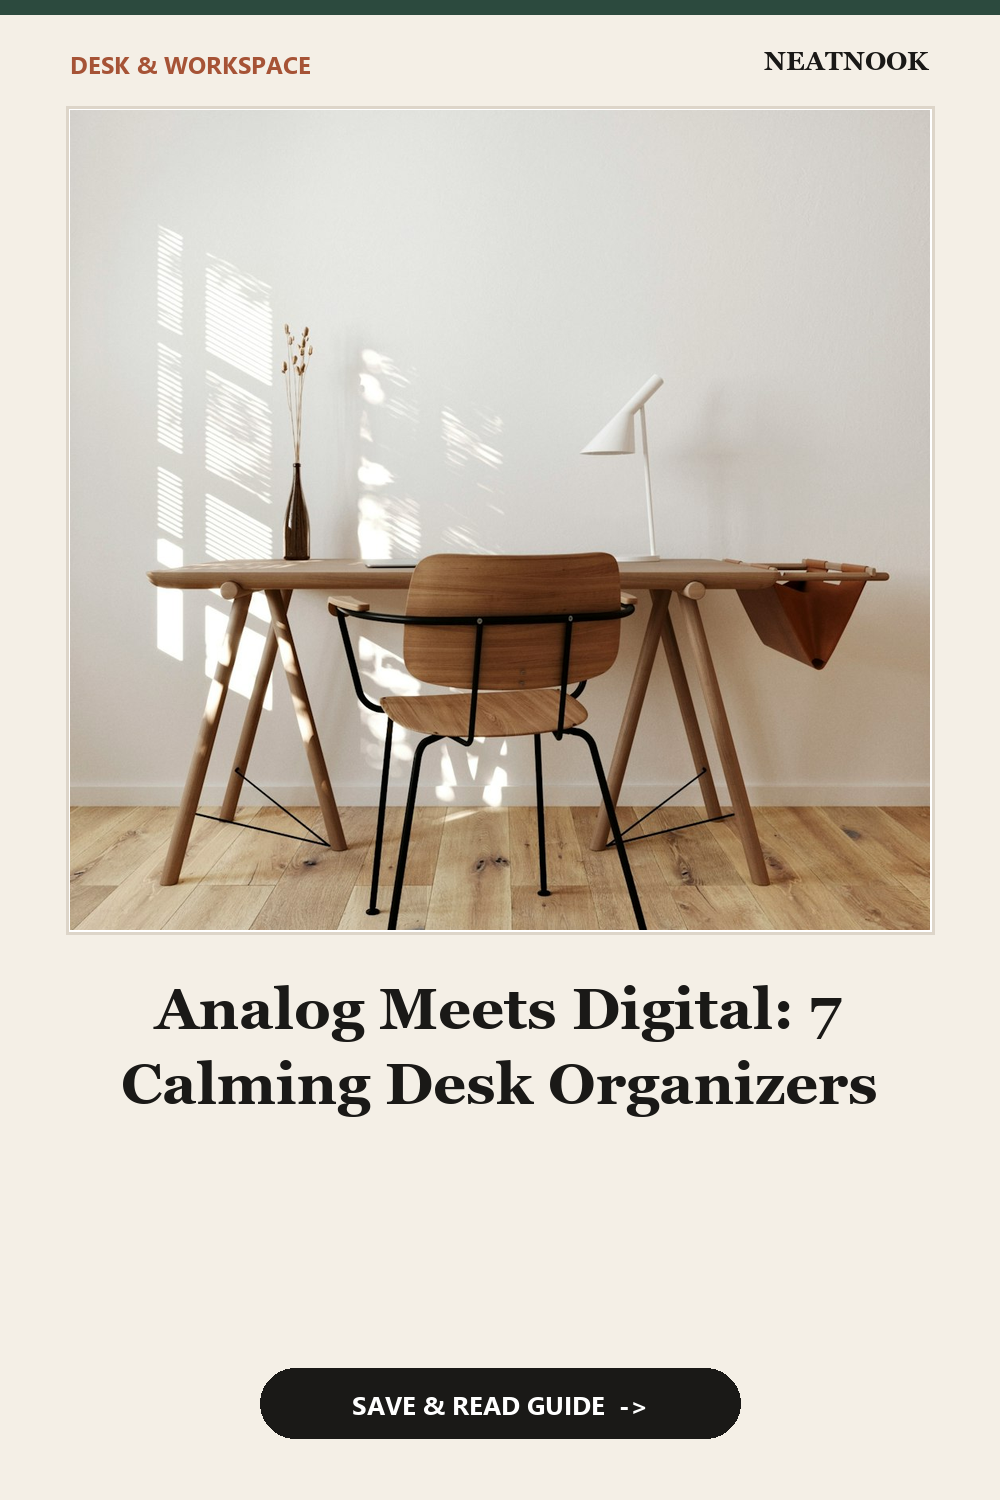 DESK & WORKSPACE
NEATNOOK
Analog Meets Digital: 7
Calming Desk Organizers
SAVE & READ GUIDE ->